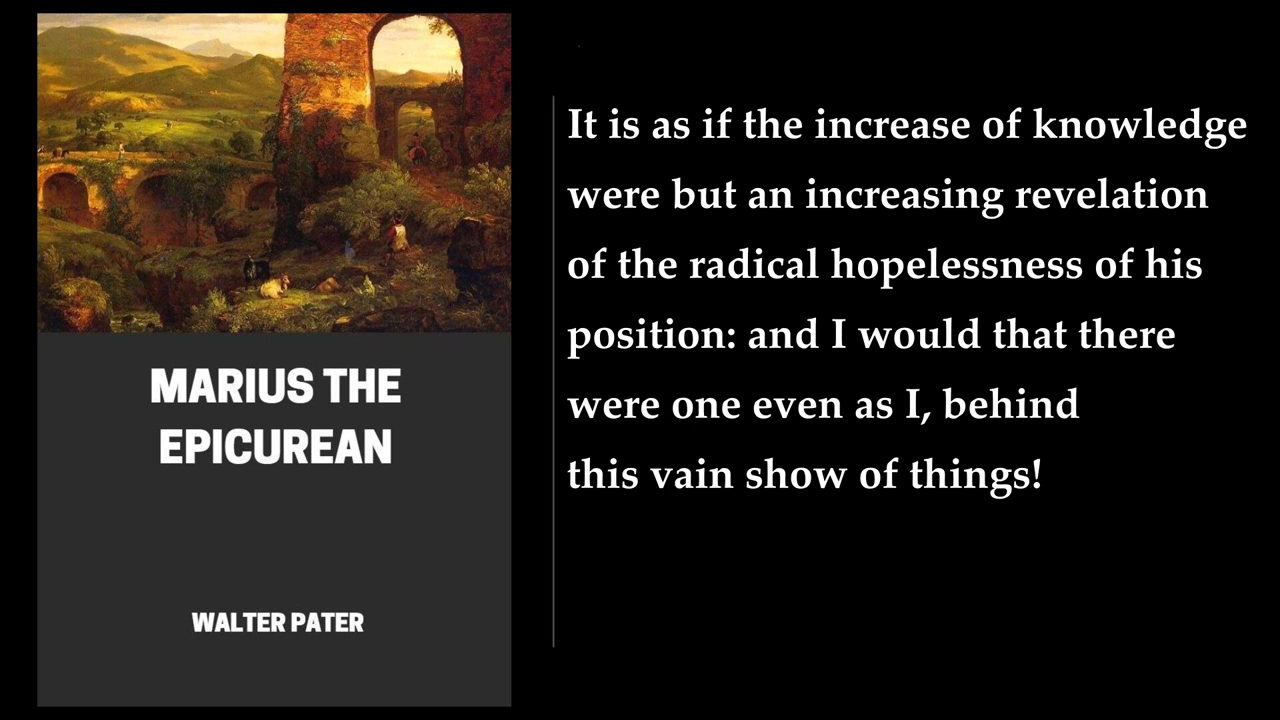 MARIUS THE
EPICUREAN
WALTER PATER
It is as if the increase of knowledge
were but an increasing revelation
of the radical hopelessness of his
position: and I would that there
were one even as I, behind
this vain show of things!